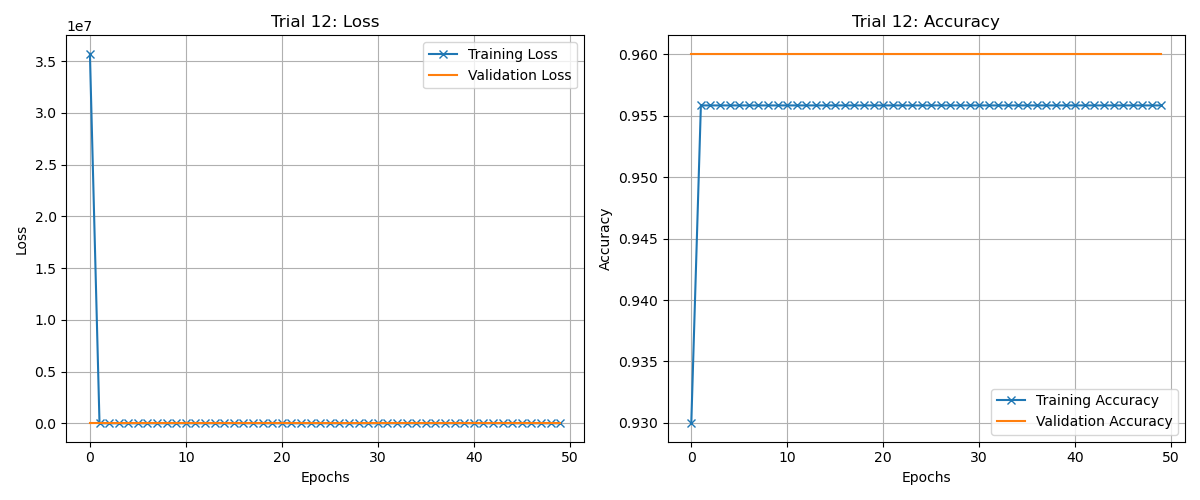 Trial 12: Loss
1e7
3.5
3.0
2.5
2.0
1.5
1.0
0.5
0.0
Loss
Training Loss
Validation Loss
0 10 20 30 40 50
Epochs
Trial 12: Accuracy
0.960
0.955
0.950
0.945
0.940
0.935
0.930
Accuracy
Training Accuracy
Validation Accuracy
0 10 20 30 40 50
Epochs